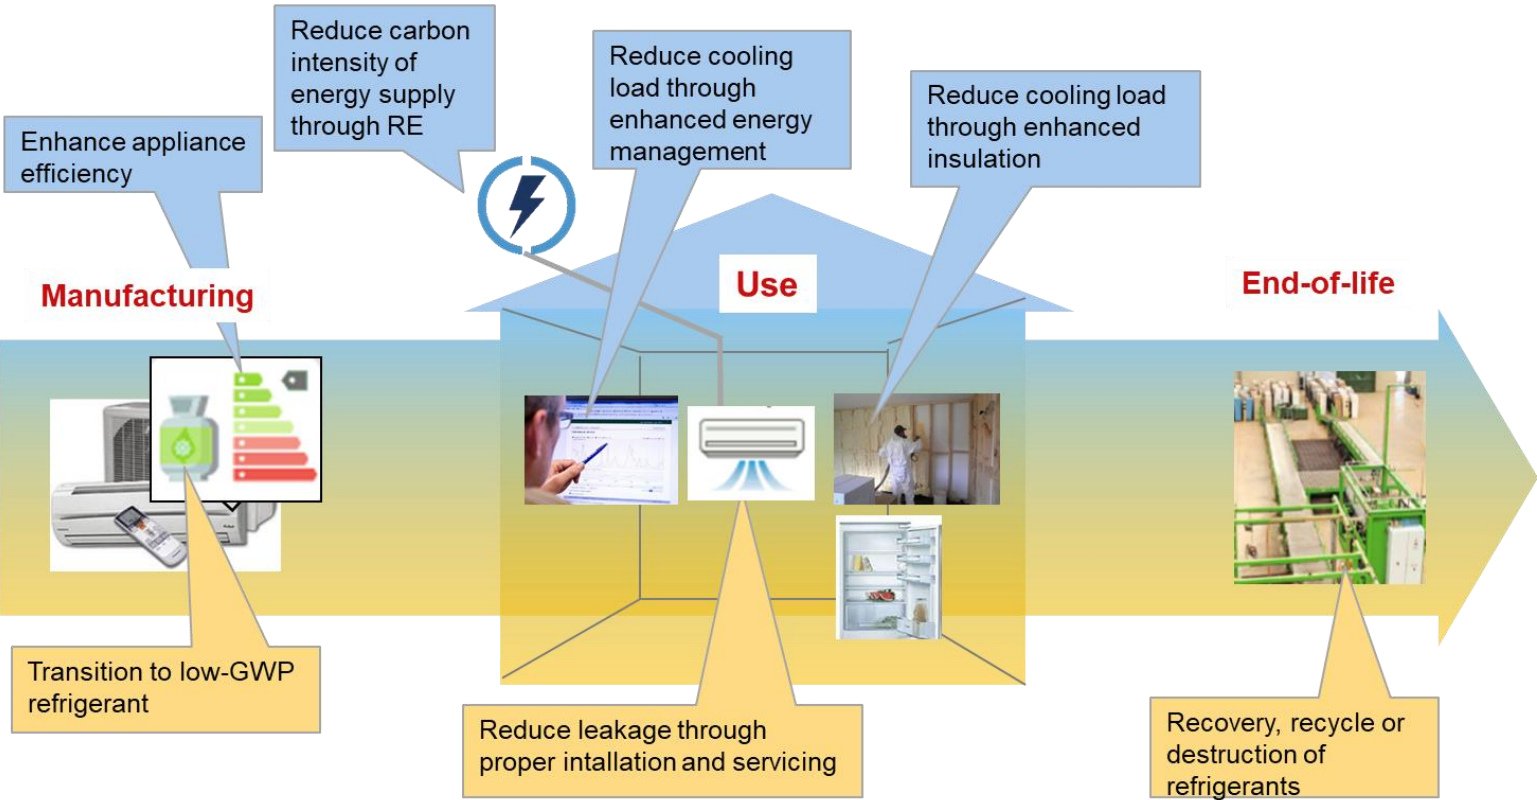 Reduce carbon
intensity of
energy supply
through RE
Reduce cooling
load through
enhanced energy
management
Reduce cooling load
through enhanced
insulation
Enhance appliance
efficiency
Manufacturing
Use
End-of-life
Transition to low-GWP
refrigerant
Reduce leakage through
proper intallation and servicing
Recovery, recycle or
destruction of
refrigerants